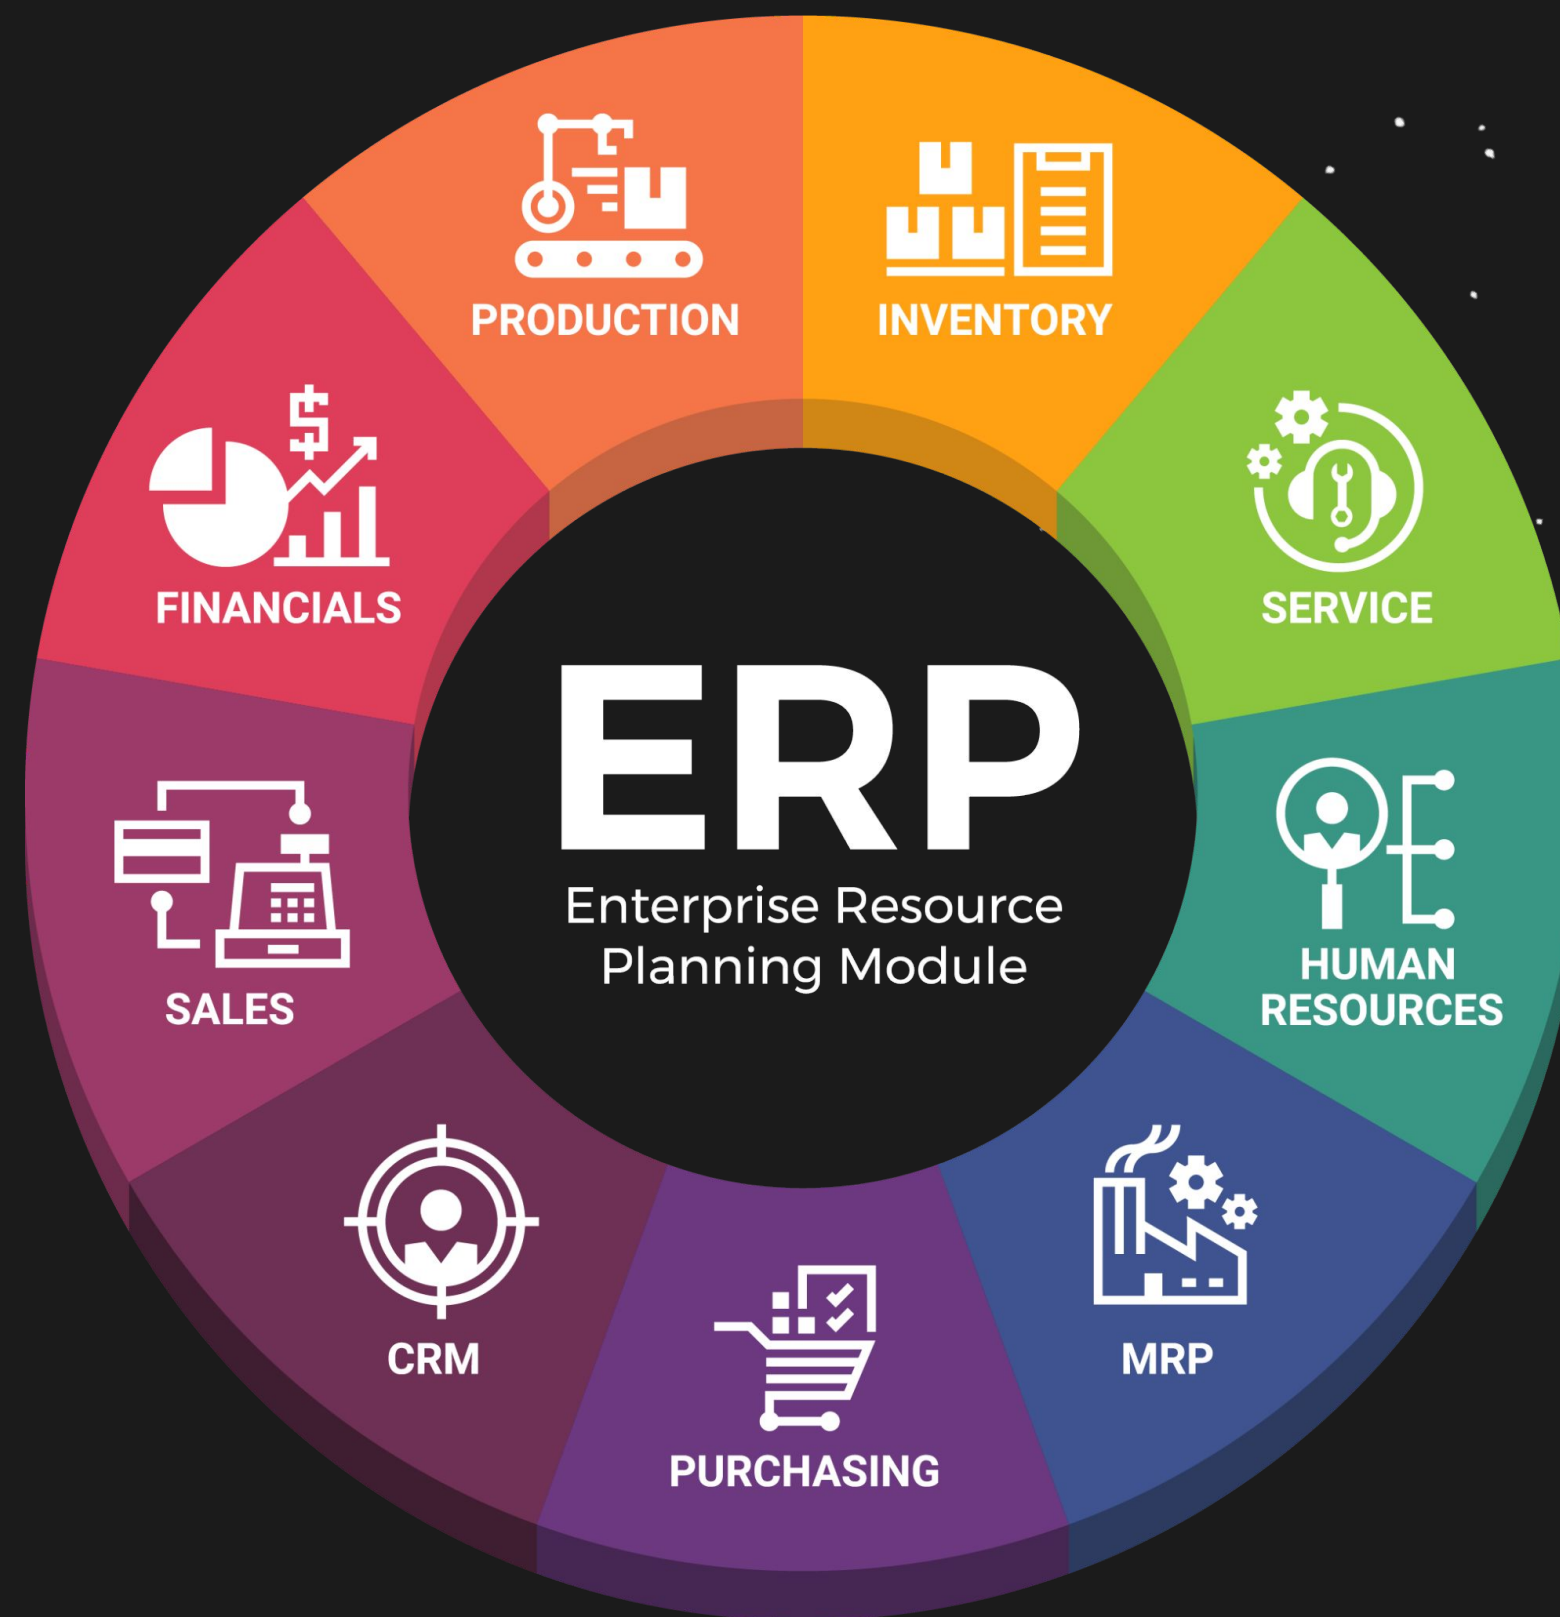 PRODUCTION
INVENTORY
FINANCIALS
SERVICE
ERP
Enterprise Resource
Planning Module
SALES
HUMAN
RESOURCES
CRM
MRP
PURCHASING